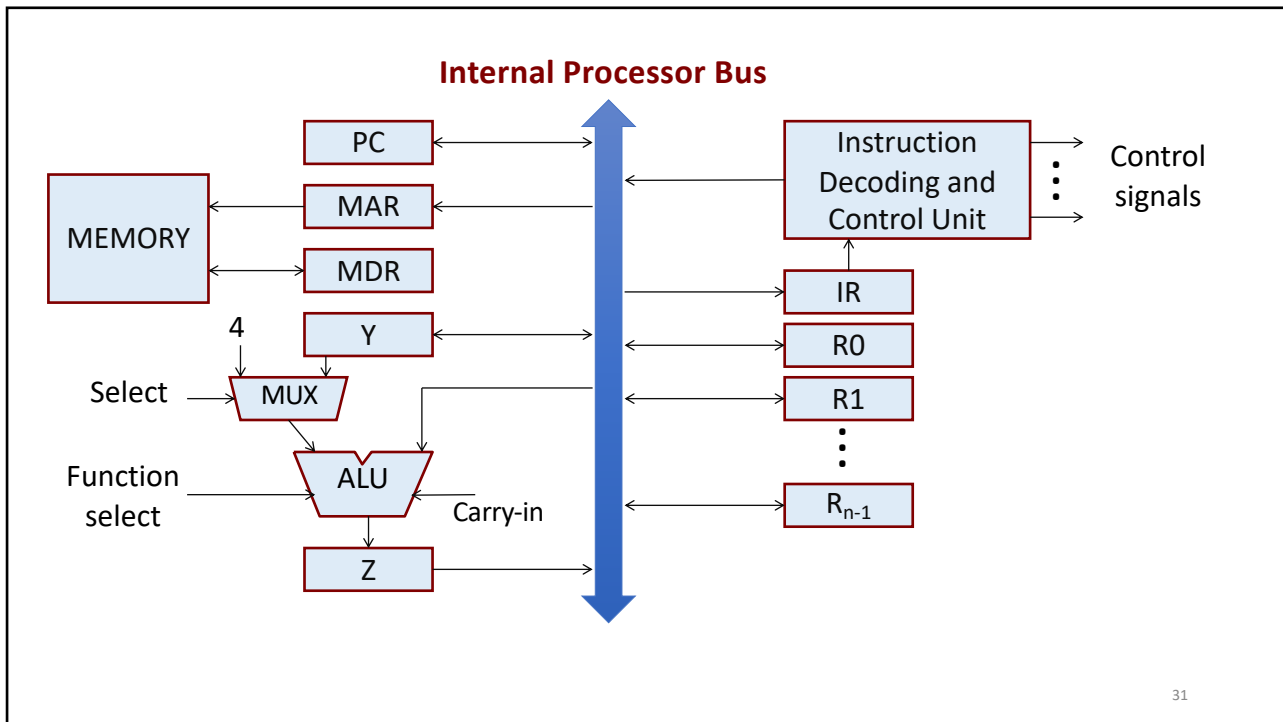 Internal Processor Bus
PC
MAR
MEMORY
MDR
4
Y
Select
MUX
Function
select
ALU
Carry-in
Z
Instruction
Decoding and
Control Unit
Control
signals
IR
R0
R1
Rn-1
31